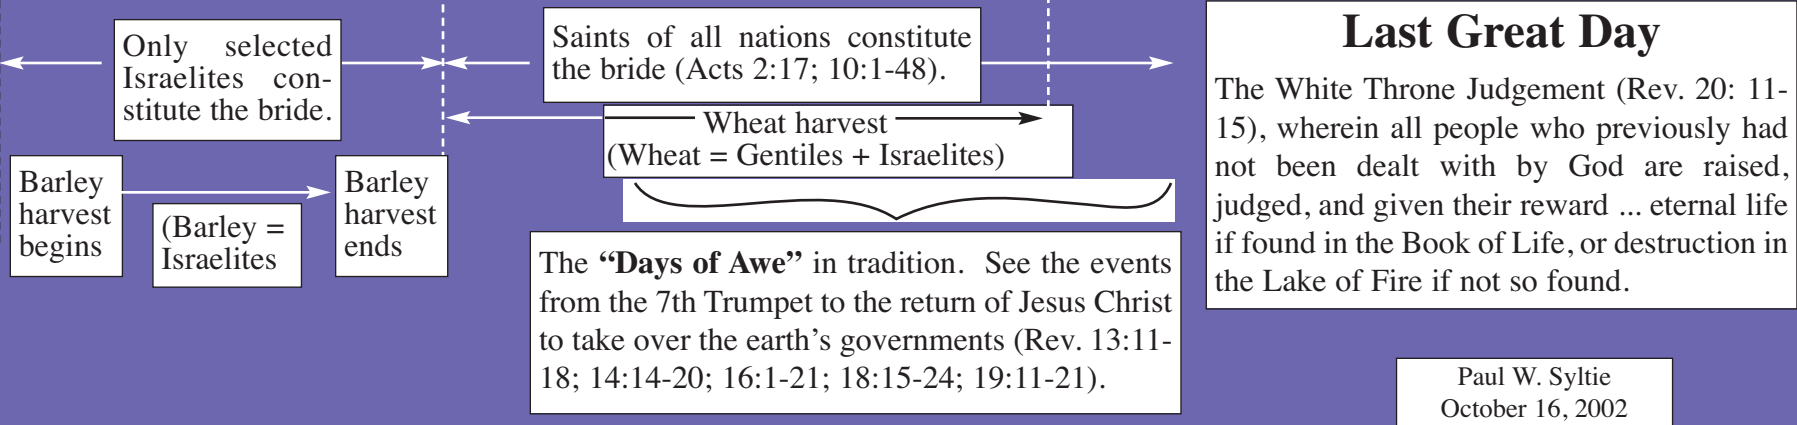 Only selected
Israelites con-
stitute the bride.
Saints of all nations constitute
the bride (Acts 2:17; 10:1-48).
Wheat harvest
(Wheat = Gentiles + Israelites)
Barley
harvest
begins
(Barley =
Israelites
Barley
harvest
ends
The “Days of Awe” in tradition. See the events
from the 7th Trumpet to the return of Jesus Christ
to take over the earth’s governments (Rev. 13:11-
18; 14:14-20; 16:1-21; 18:15-24; 19:11-21).
Last Great Day
The White Throne Judgement (Rev. 20: 11-
15), wherein all people who previously had
not been dealt with by God are raised,
judged, and given their reward ... eternal life
if found in the Book of Life, or destruction in
the Lake of Fire if not so found.
Paul W. Syltie
October 16, 2002